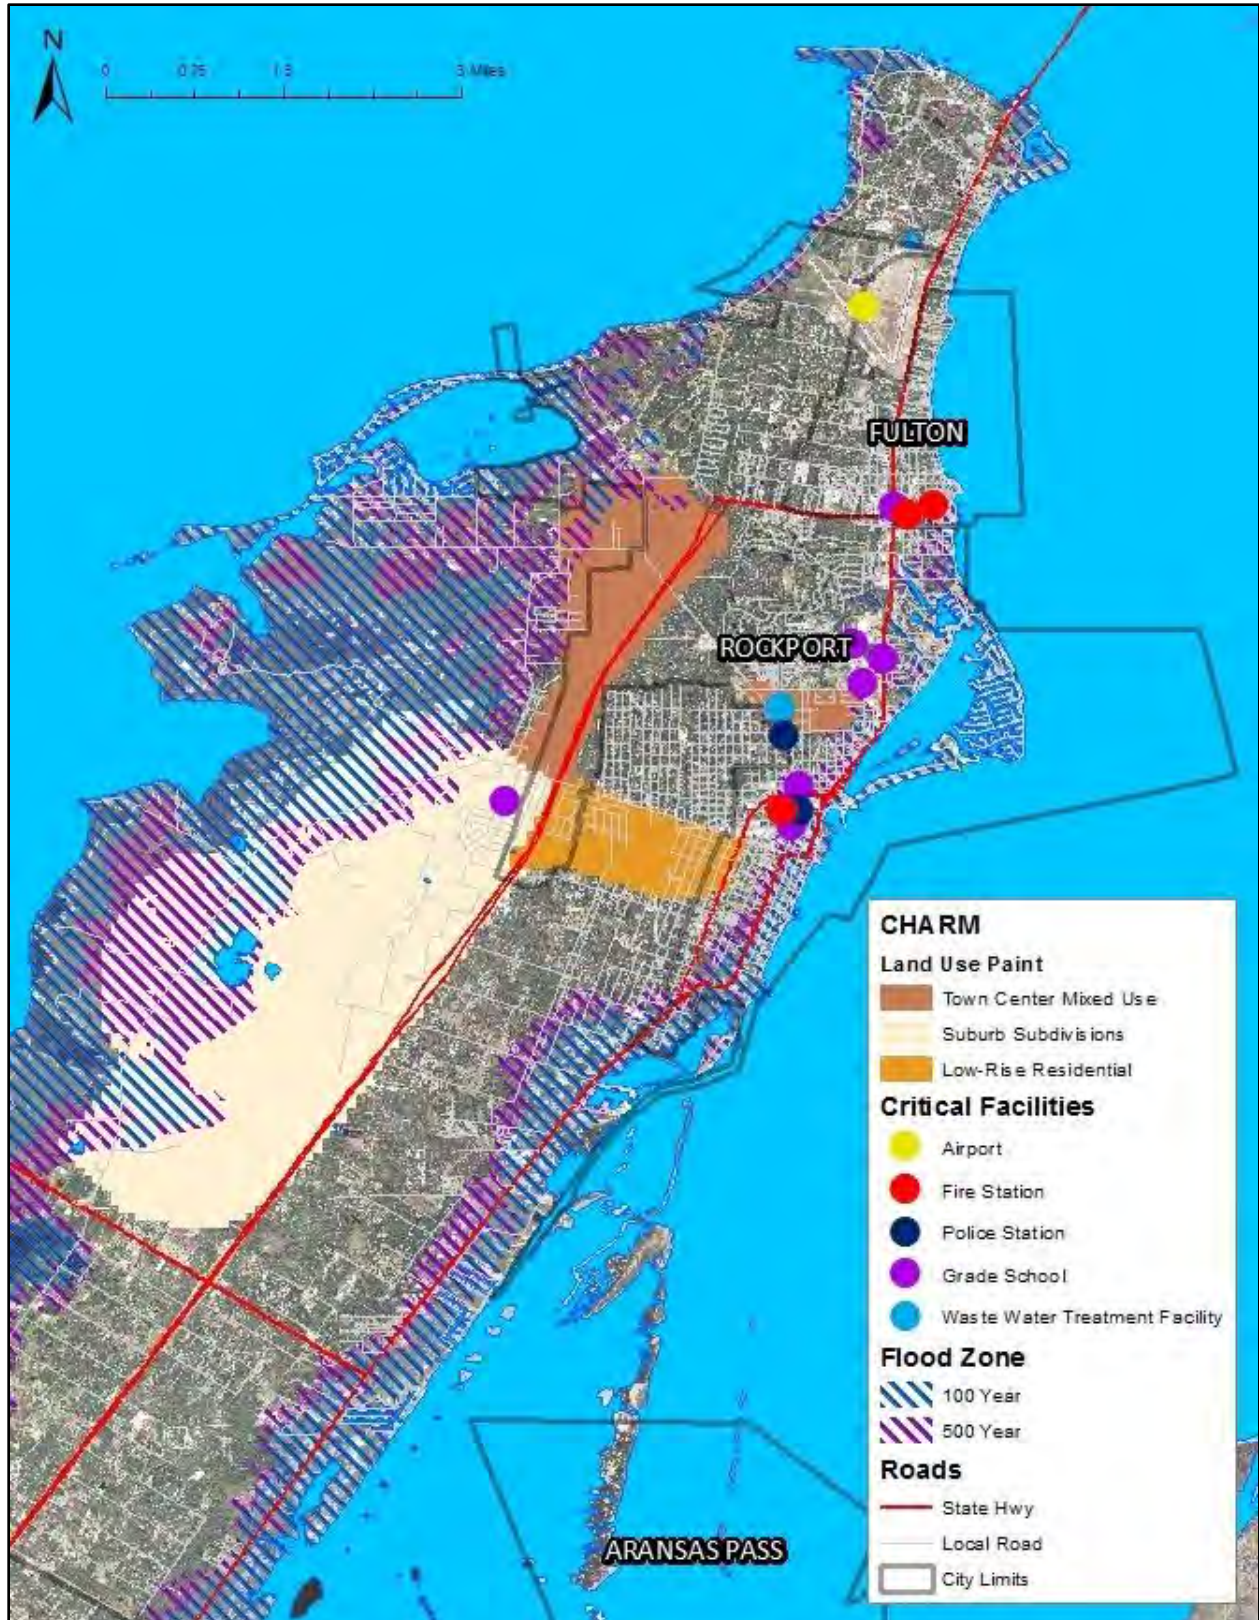 N
0 0.75 1.5 3 Miles
FULTON
ROCKPORT
ARANSAS PASS
CHARM
Land Use Paint
Town Center Mixed Use
Suburb Subdivisions
Low-Rise Residential
Critical Facilities
Airport
Fire Station
Police Station
Grade School
Waste Water Treatment Facility
Flood Zone
100 Year
500 Year
Roads
State Hwy
Local Road
City Limits